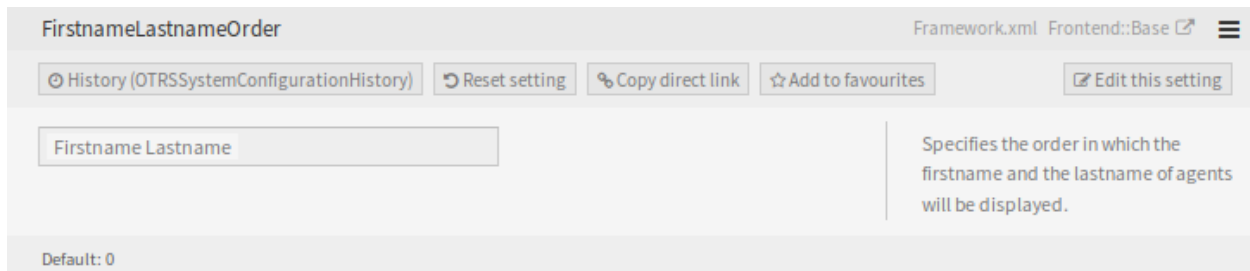 FirstnameLastnameOrder Framework.xml Frontend::Base
History (OTRSSystemConfigurationHistory) Reset setting Copy direct link Add to favourites Edit this setting
Firstname Lastname
Specifies the order in which the
firstname and the lastname of agents
will be displayed.
Default: 0